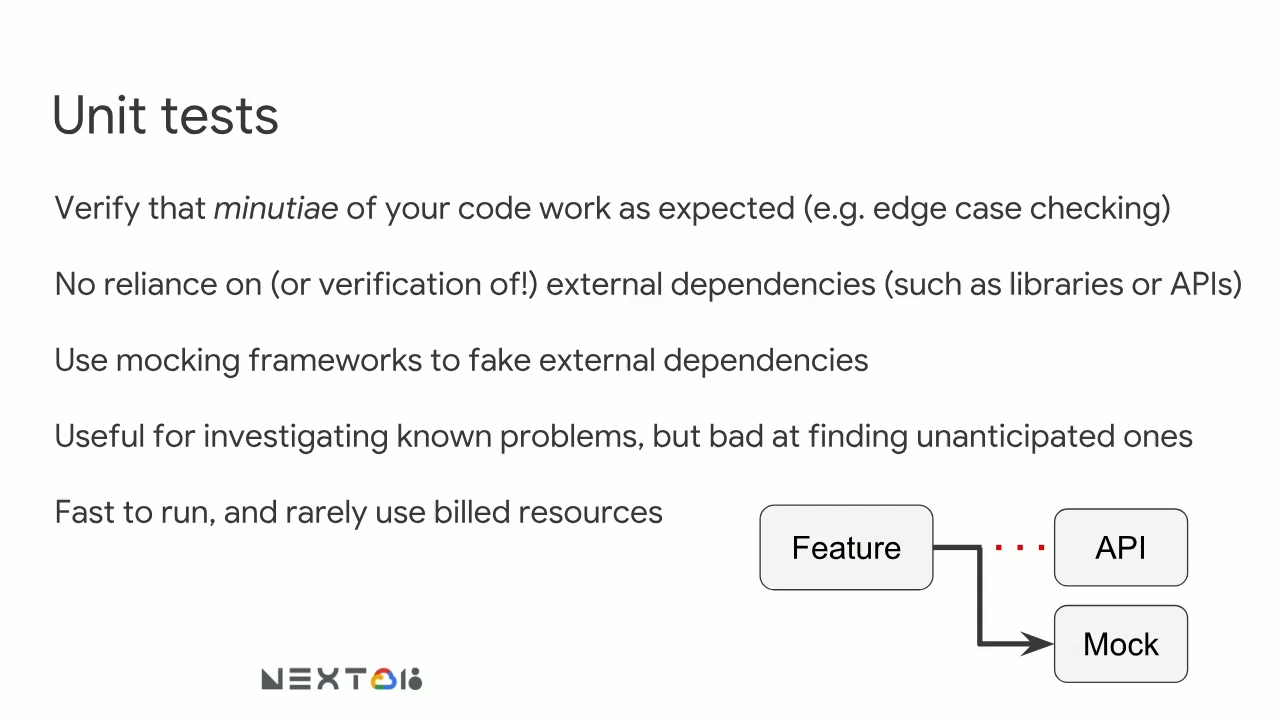 Unit tests
Verify that minutiae of your code work as expected (e.g. edge case checking)
No reliance on (or verification of!) external dependencies (such as libraries or APIs)
Use mocking frameworks to fake external dependencies
Useful for investigating known problems, but bad at finding unanticipated ones
Fast to run, and rarely use billed resources
Feature
API
Mock
NEXT18